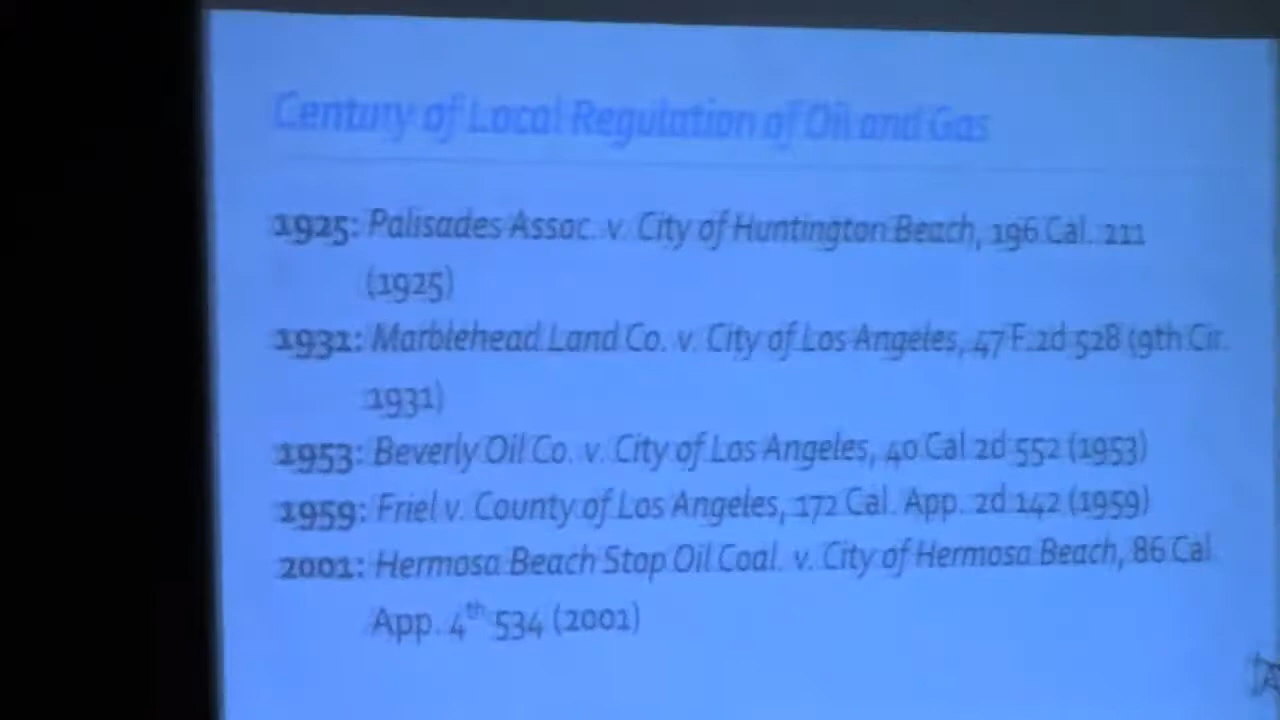 Century of Local Regulation of Oil and Gas
1925: Palisades Assoc. v. City of Huntington Beach, 196 Cal. 211
(1925)
1931: Marblehead Land Co. v. City of Los Angeles, 47 F.2d 528 (9th Cir.
1931)
1953: Beverly Oil Co. v. City of Los Angeles, 40 Cal 2d 552 (1953)
1959: Friel v. County of Los Angeles, 172 Cal. App. 2d 142 (1959)
2001: Hermosa Beach Stop Oil Coal. v. City of Hermosa Beach, 86 Cal.
App. 4th 534 (2001)